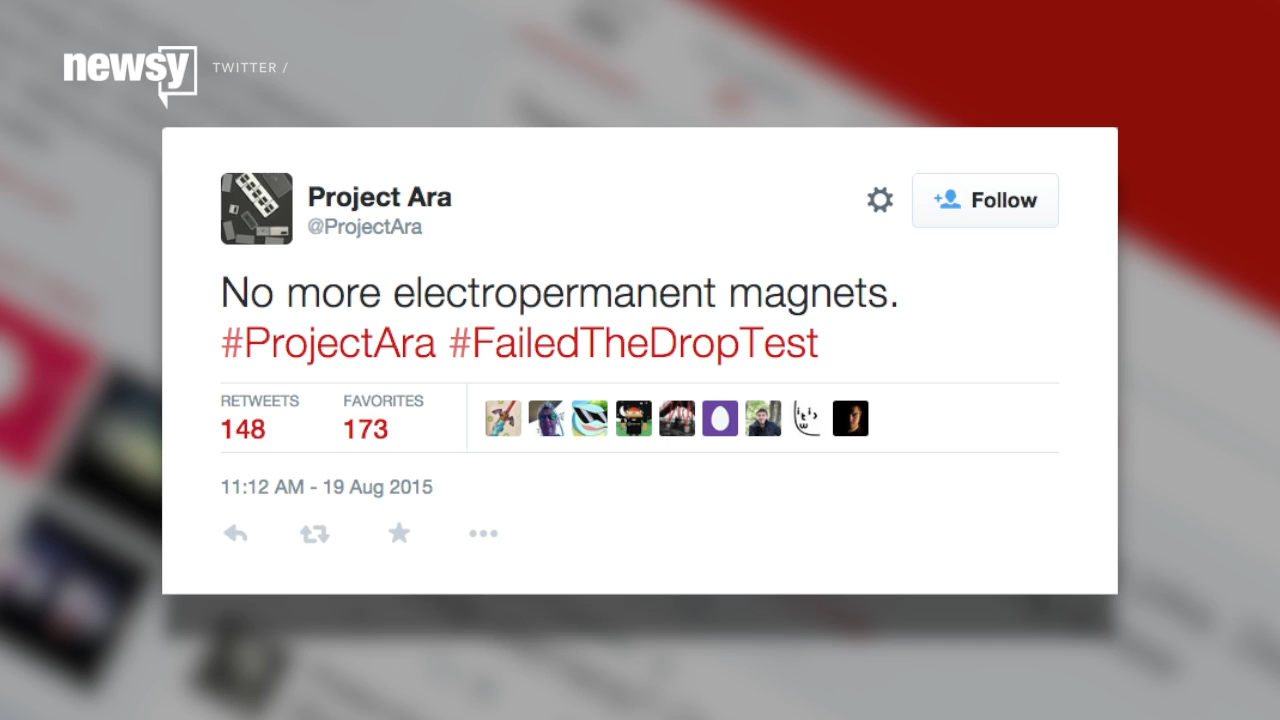 newsy TWITTER /
Project Ara
@ProjectAra
Follow
No more electropermanent magnets.
#ProjectAra #FailedTheDropTest
RETWEETS FAVORITES
148 173
11:12 AM - 19 Aug 2015